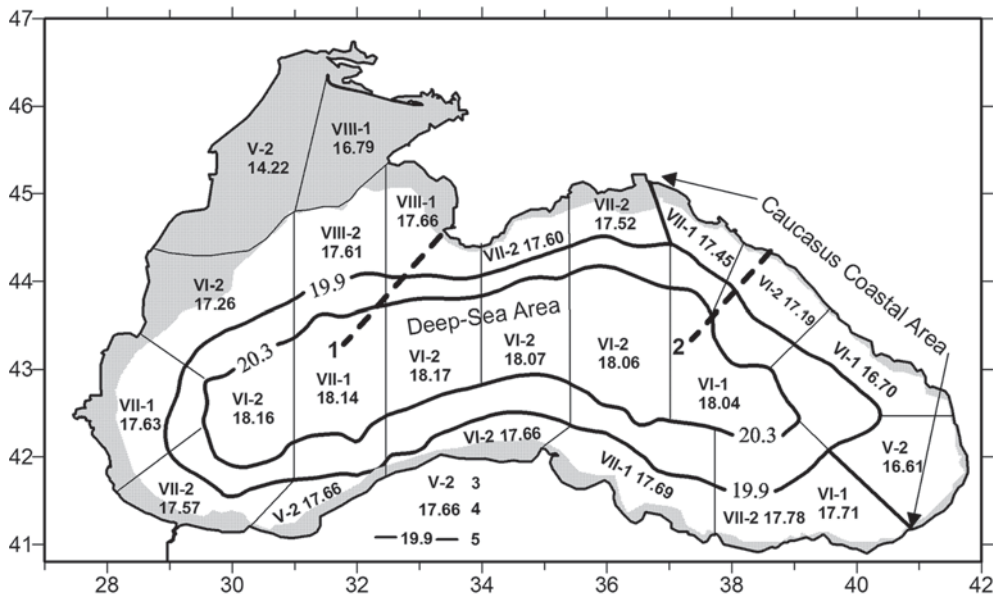 47
46
45
44
43
42
41
28
30
32
34
36
38
40
42
V-2
14.22
VIII-1
16.79
VIII-1
17.66
VIII-2
17.61
VI-2
17.26
VII-2
17.52
VII-2 17.60
VII-1 17.45
VI-2 17.19
VI-1 16.70
Caucasus Coastal Area
19.9
20.3
Deep-Sea Area
1
2
VII-1
17.63
VI-2
18.16
VII-1
18.14
VI-2
18.17
VI-2
18.07
VI-2
18.06
VI-1
18.04
20.3
V-2
16.61
VII-2
17.57
V-2 17.66
VI-2 17.66
VII-1 17.69
19.9
VII-2 17.78
VI-1
17.71
V-2 3
17.66 4
19.9 5